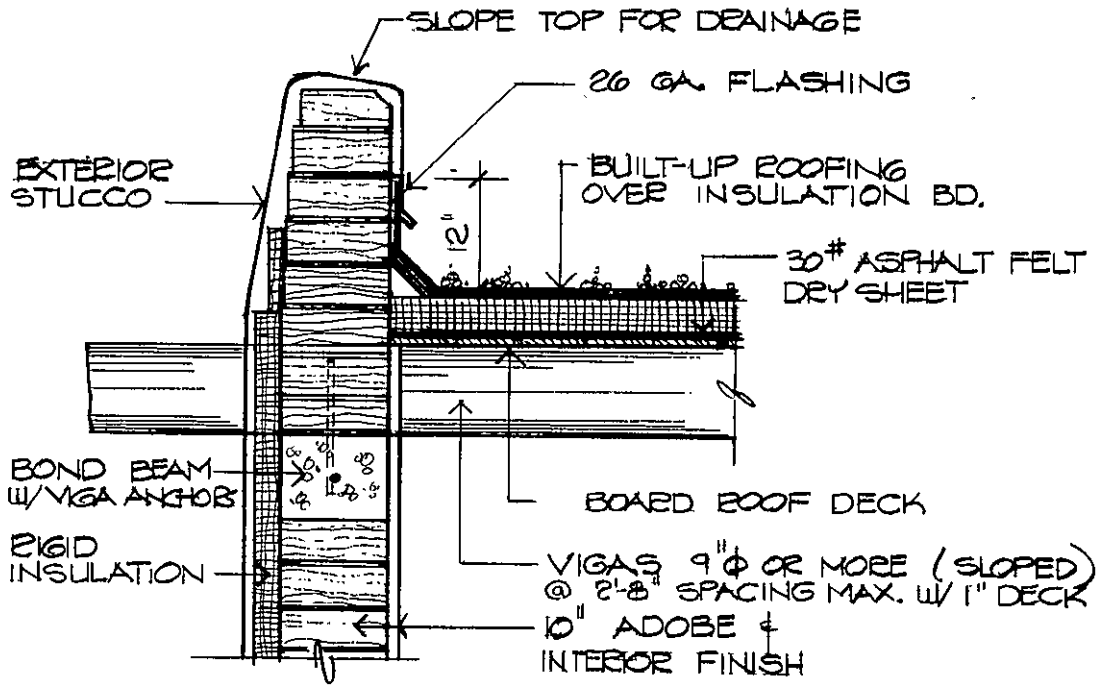 SLOPE TOP FOR DRAINAGE
26 GA. FLASHING
EXTERIOR
STUCCO
BUILT-UP ROOFING
OVER INSULATION BD.
12"
30# ASPHALT FELT
DRY SHEET
BOND BEAM
W/VIGA ANCHOR
BOARD ROOF DECK
RIGID
INSULATION
VIGAS 9"⌀ OR MORE (SLOPED)
@ 2'-8" SPACING MAX. W/ 1" DECK
10" ADOBE &
INTERIOR FINISH